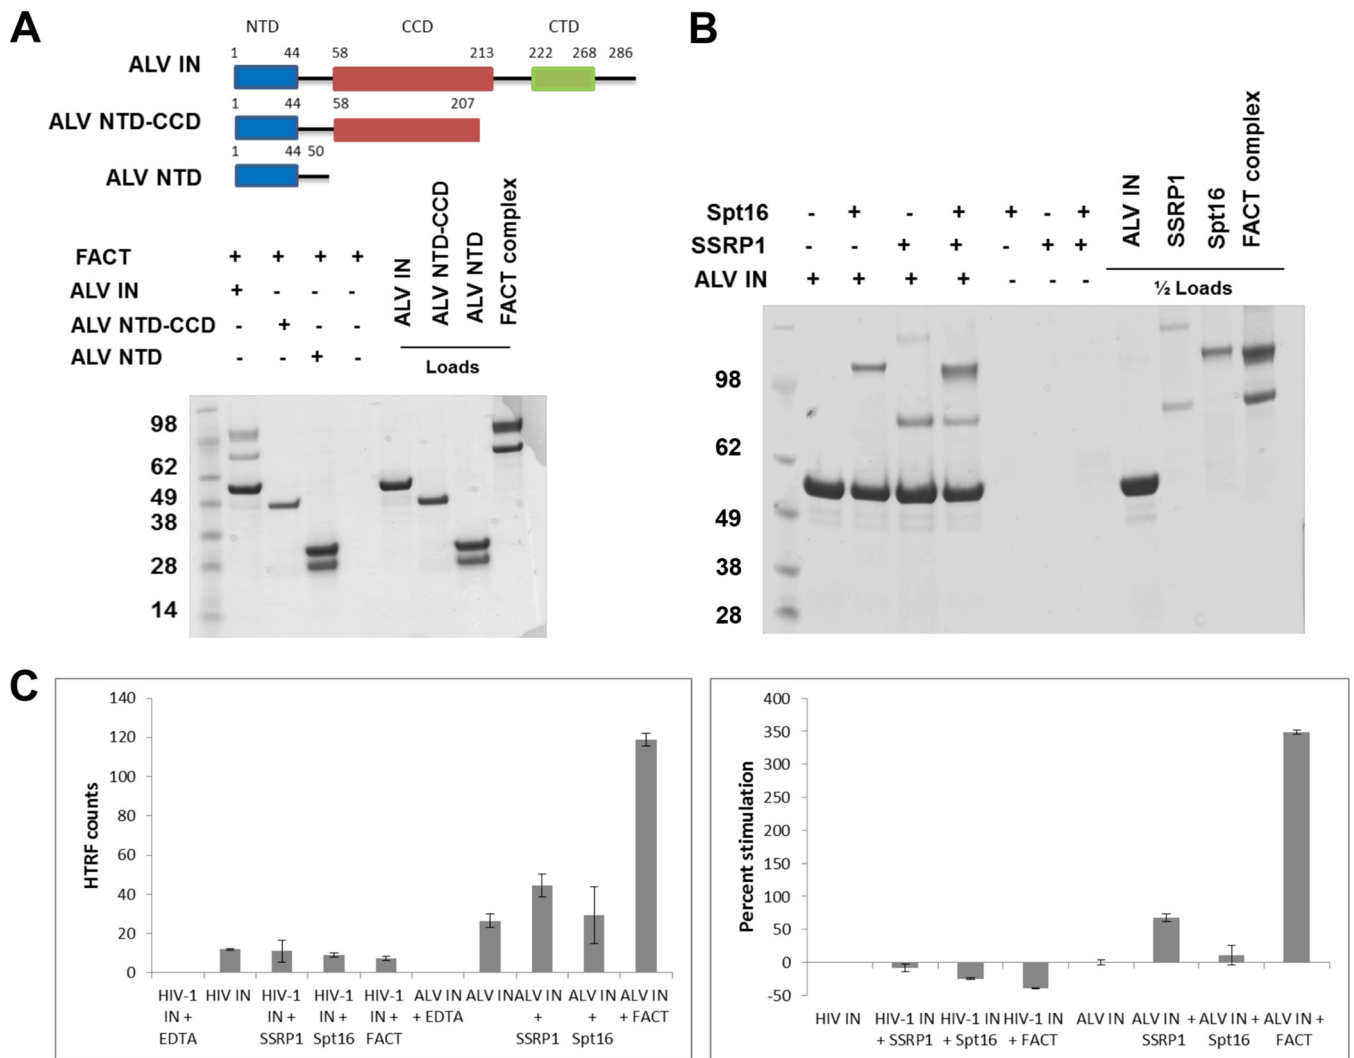 A
NTD CCD CTD
1 44 58 213 222 268 286
ALV IN
1 44 58 207
ALV NTD-CCD
1 44 50
ALV NTD
FACT + + + +
ALV IN + - - -
ALV NTD-CCD - + - -
ALV NTD - - + -
ALV IN
ALV NTD-CCD
ALV NTD
FACT complex
Loads
98
62
49
38
28
14
B
Spt16 - + - + + - +
SSRP1 - - + + - + +
ALV IN + + + + - - -
ALV IN
SSRP1
Spt16
FACT complex
½ Loads
98
62
49
38
28
C
HTRF counts
140
120
100
80
60
40
20
0
HIV-1 IN + EDTA
HIV IN
HIV-1 IN + SSRP1
HIV-1 IN + Spt16
HIV-1 IN + FACT
ALV IN + EDTA
ALV IN
ALV IN + SSRP1
ALV IN + Spt16
ALV IN + FACT
Percent stimulation
400
350
300
250
200
150
100
50
0
-50
HIV IN
HIV-1 IN + SSRP1
HIV-1 IN + Spt16
HIV-1 IN + FACT
ALV IN
ALV IN + SSRP1
ALV IN + Spt16
ALV IN + FACT